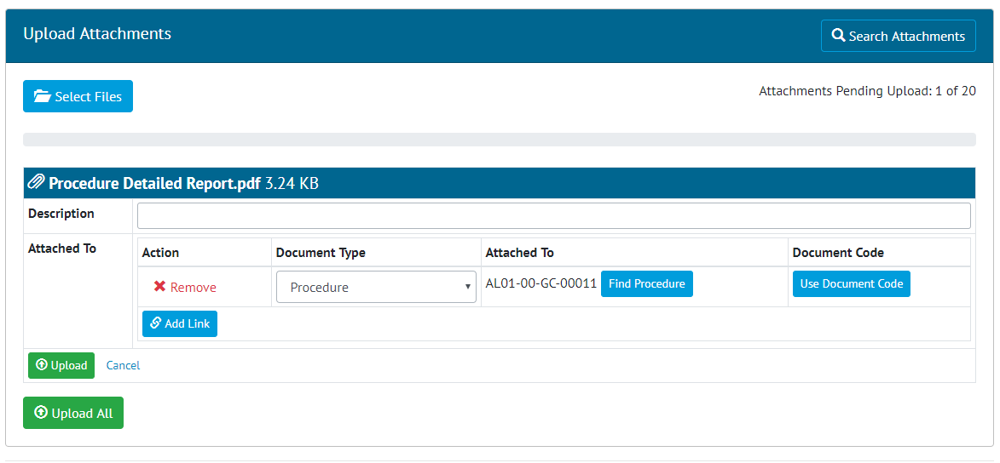 Upload Attachments
Search Attachments
Select Files
Attachments Pending Upload: 1 of 20
Procedure Detailed Report.pdf 3.24 KB
Description
Attached To
Action Document Type Attached To Document Code
Remove Procedure AL01-00-GC-00011 Find Procedure Use Document Code
Add Link
Upload Cancel
Upload All